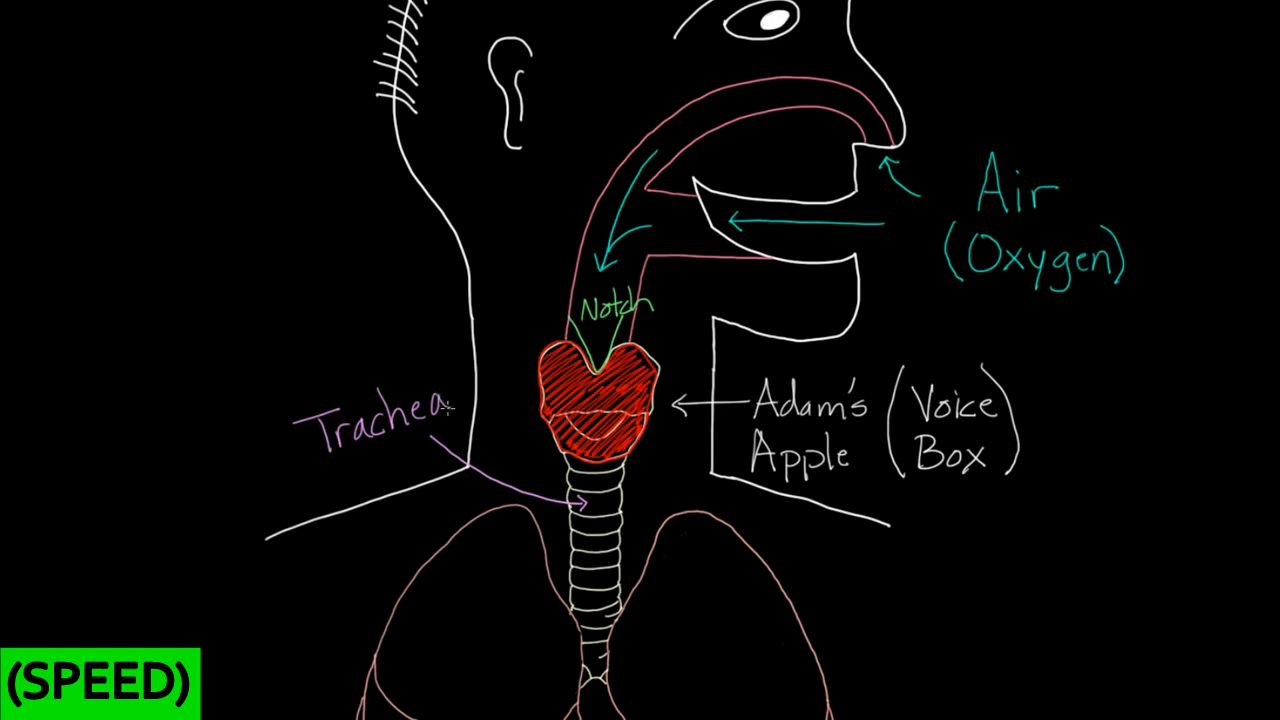 Air
(Oxygen)
Notch
Trachea
Adam's
Apple
(Voice
Box)
(SPEED)